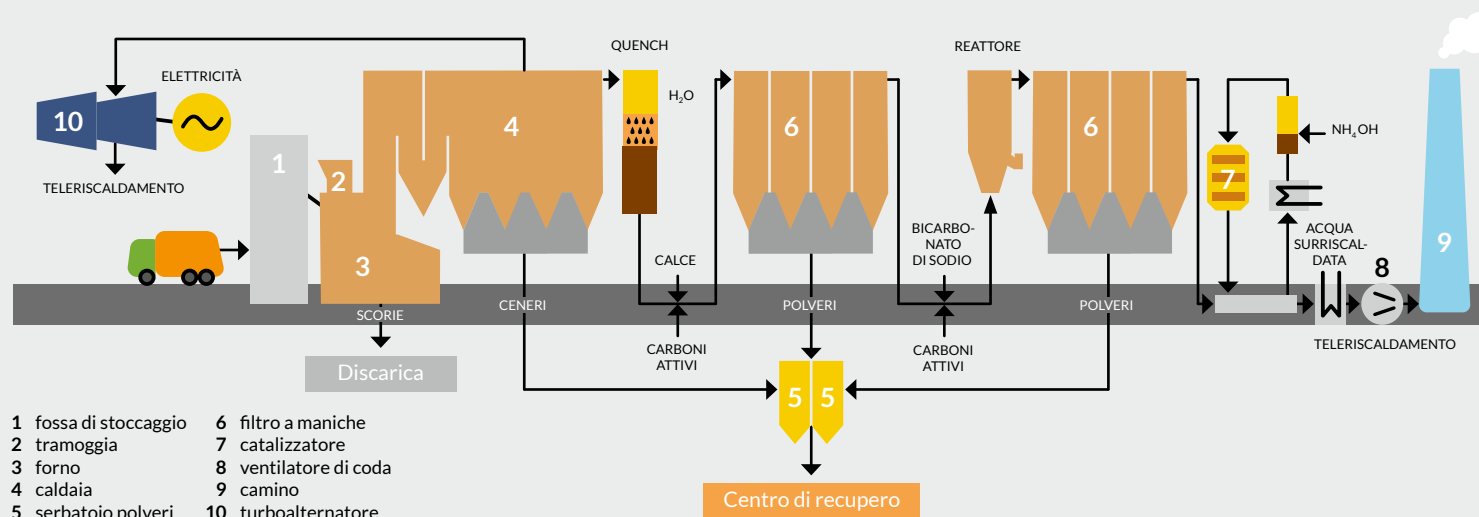 QUENCH
REATTORE
ELETTRICITÀ
H₂O
10
4
6
6
NH₄OH
1
2
7
TELERISCALDAMENTO
BICARBO-
NATO
DI SODIO
ACQUA
SURRISCAL-
DATA
9
CALCE
3
8
SCORIE
CENERI
POLVERI
POLVERI
TELERISCALDAMENTO
CARBONI
ATTIVI
CARBONI
ATTIVI
Discarica
5 5
1 fossa di stoccaggio
2 tramoggia
3 forno
4 caldaia
5 serbatoio polveri
6 filtro a maniche
7 catalizzatore
8 ventilatore di coda
9 camino
10 turboalternatore
Centro di recupero